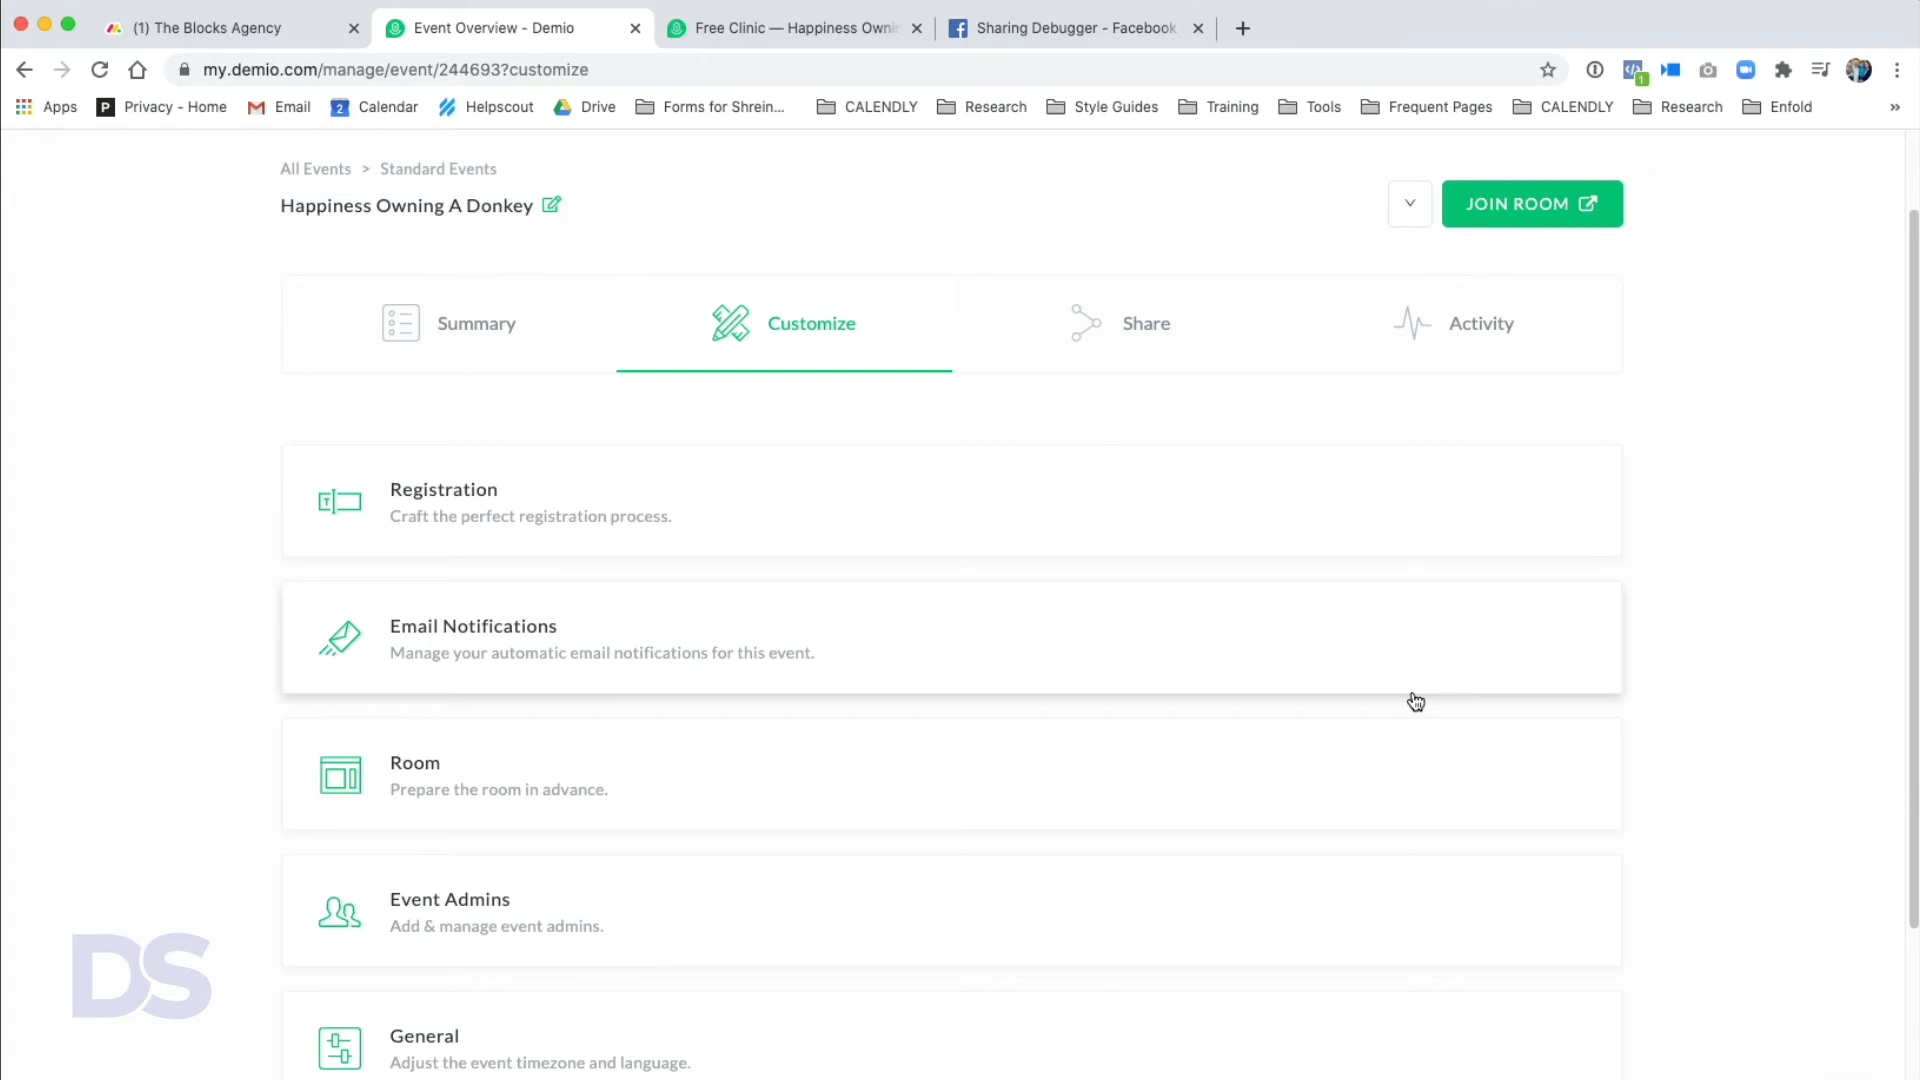 (1) The Blocks Agency
Event Overview - Demio
Free Clinic — Happiness Ownin
Sharing Debugger - Facebook
my.demio.com/manage/event/244693?customize
1
Apps
P Privacy - Home
Email
2 Calendar
Helpscout
Drive
Forms for Shrein...
CALENDLY
Research
Style Guides
Training
Tools
Frequent Pages
CALENDLY
Research
Enfold
»
All Events > Standard Events
Happiness Owning A Donkey
JOIN ROOM
Summary
Customize
Share
Activity
Registration
Craft the perfect registration process.
Email Notifications
Manage your automatic email notifications for this event.
Room
Prepare the room in advance.
Event Admins
Add & manage event admins.
General
Adjust the event timezone and language.
DS